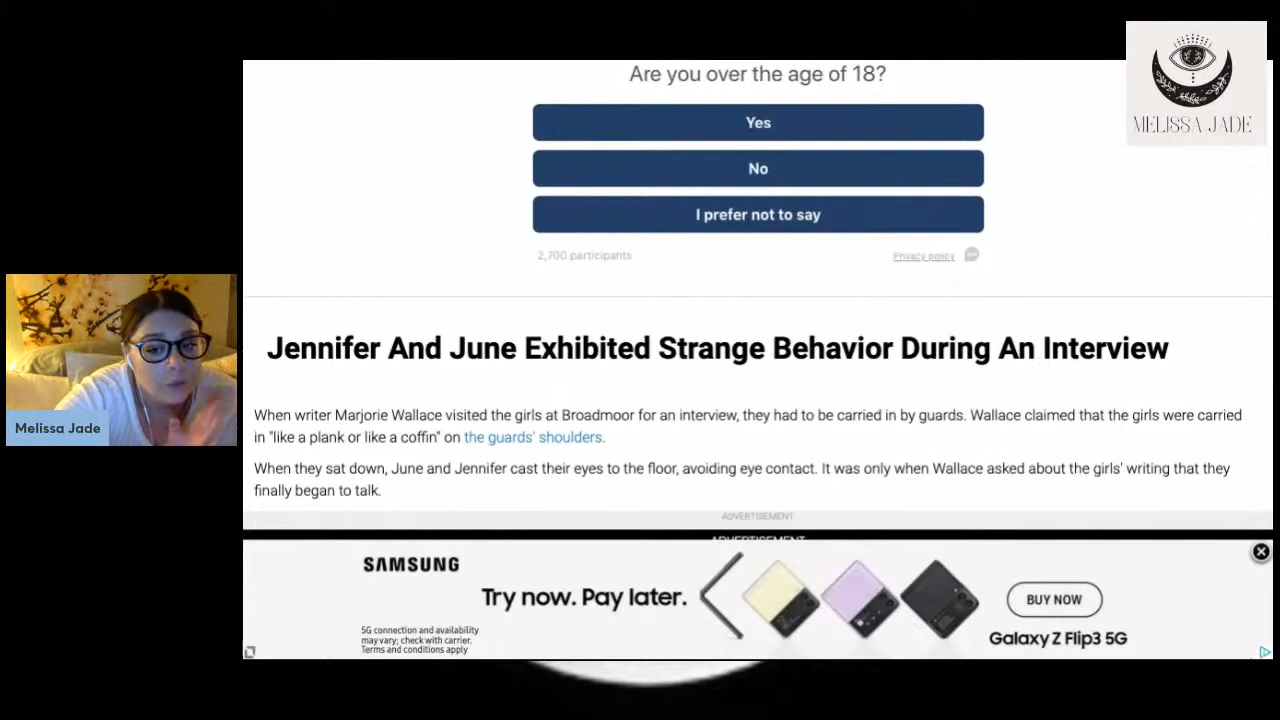 Are you over the age of 18?
Yes
No
I prefer not to say
2,700 participants
Privacy policy
MELISSA JADE
Jennifer And June Exhibited Strange Behavior During An Interview
When writer Marjorie Wallace visited the girls at Broadmoor for an interview, they had to be carried in by guards. Wallace claimed that the girls were carried
in "like a plank or like a coffin" on the guards' shoulders.
When they sat down, June and Jennifer cast their eyes to the floor, avoiding eye contact. It was only when Wallace asked about the girls' writing that they
finally began to talk.
Melissa Jade
ADVERTISEMENT
ADVERTISEMENT
SAMSUNG
Try now. Pay later.
5G connection and availability
may vary; check with carrier.
Terms and conditions apply
BUY NOW
Galaxy Z Flip3 5G